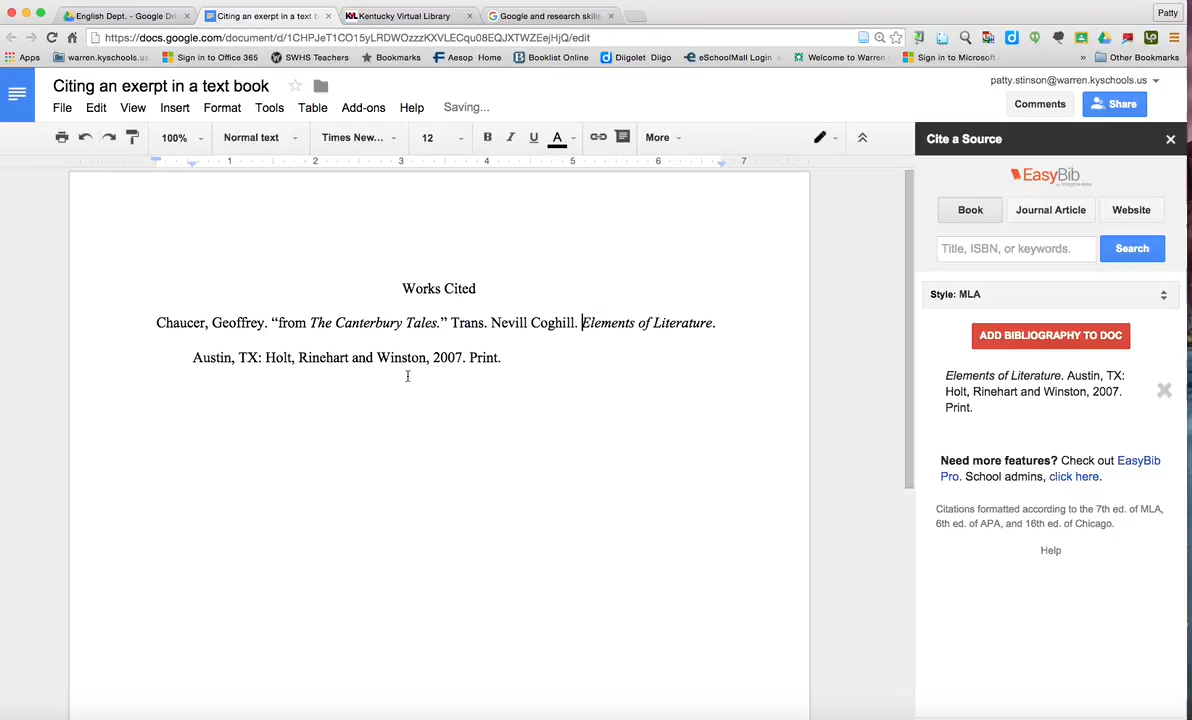 English Dept. - Google Dri
Citing an exerpt in a text b
Kentucky Virtual Library
Google and research skills
Patty
https://docs.google.com/document/d/1CHPJeT1CO15yLRDWOzzzKXVLECqu08EQJXTWZEejHjQ/edit
Apps
warren.kyschools.us
Sign in to Office 365
SWHS Teachers
Bookmarks
Aesop Home
Booklist Online
Diigolet Diigo
eSchoolMall Login
Welcome to Warren
Sign in to Microsoft
»
Other Bookmarks
Citing an exerpt in a text book
patty.stinson@warren.kyschools.us
File Edit View Insert Format Tools Table Add-ons Help Saving...
Comments
Share
100% Normal text Times New... 12 B I U A More
Cite a Source
1 2 3 4 5 6 7
EasyBib
Book Journal Article Website
Title, ISBN, or keywords. Search
Style: MLA
ADD BIBLIOGRAPHY TO DOC
Elements of Literature. Austin, TX:
Holt, Rinehart and Winston, 2007.
Print.
Need more features? Check out EasyBib
Pro. School admins, click here.
Citations formatted according to the 7th ed. of MLA,
6th ed. of APA, and 16th ed. of Chicago.
Help
Works Cited
Chaucer, Geoffrey. “from The Canterbury Tales.” Trans. Nevill Coghill. Elements of Literature.
Austin, TX: Holt, Rinehart and Winston, 2007. Print.